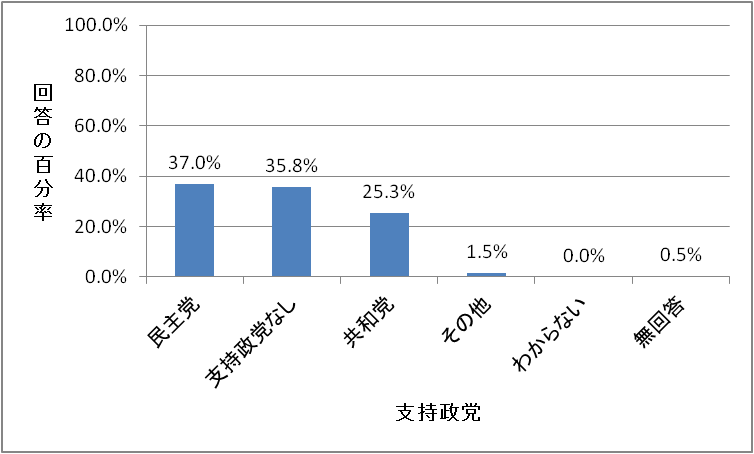 100.0%
80.0%
60.0%
40.0%
20.0%
0.0%
回答の百分率
37.0%
35.8%
25.3%
1.5%
0.0%
0.5%
民主党
支持政党なし
共和党
その他
わからない
無回答
支持政党